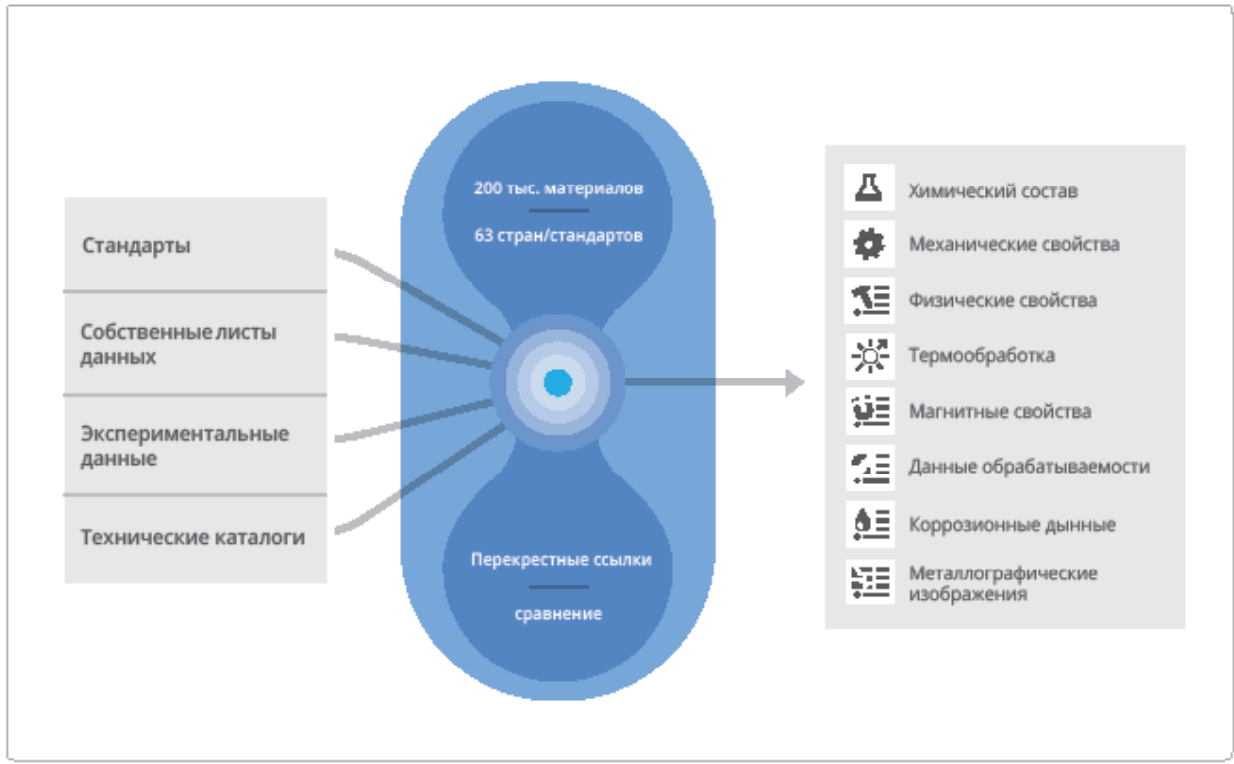 Стандарты
Собственные листы
данных
Экспериментальные
данные
Технические каталоги
200 тыс. материалов
63 стран/стандартов
Перекрестные ссылки
сравнение
Химический состав
Механические свойства
Физические свойства
Термообработка
Магнитные свойства
Данные обрабатываемости
Коррозионные дынные
Металлографические
изображения